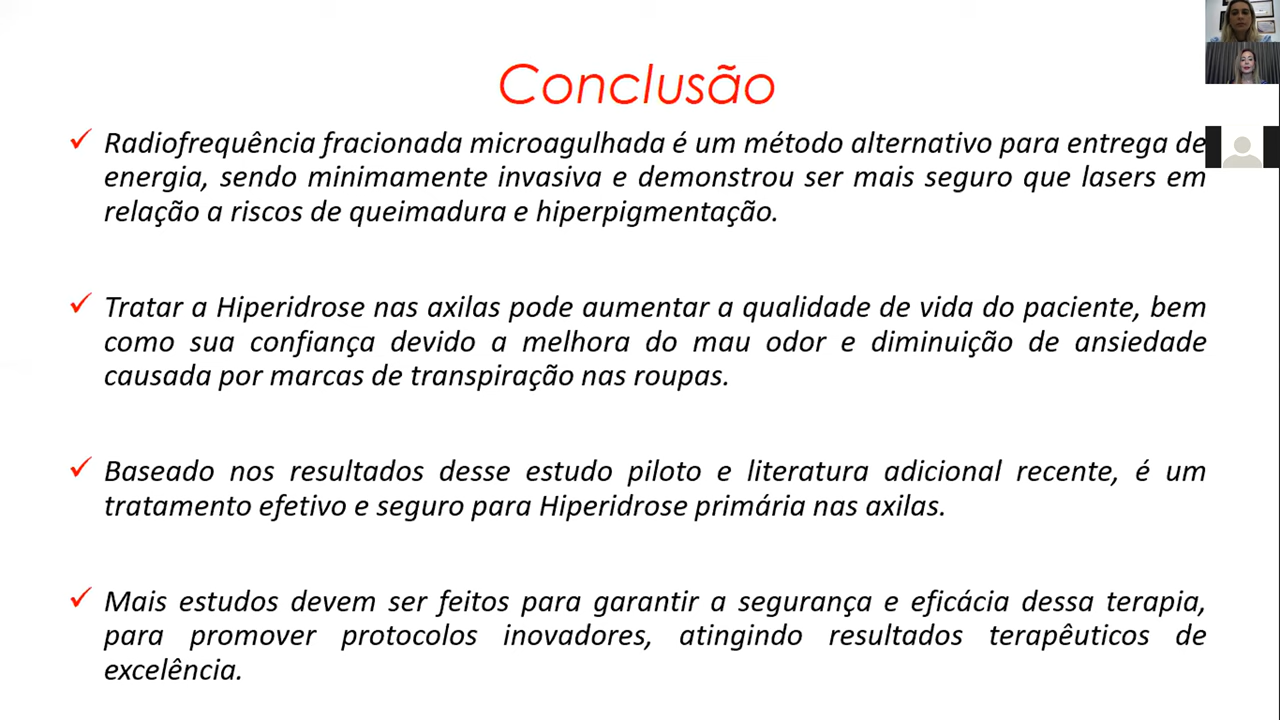 Conclusão
✓ Radiofrequência fracionada microagulhada é um método alternativo para entrega de
energia, sendo minimamente invasiva e demonstrou ser mais seguro que lasers em
relação a riscos de queimadura e hiperpigmentação.
✓ Tratar a Hiperidrose nas axilas pode aumentar a qualidade de vida do paciente, bem
como sua confiança devido a melhora do mau odor e diminuição de ansiedade
causada por marcas de transpiração nas roupas.
✓ Baseado nos resultados desse estudo piloto e literatura adicional recente, é um
tratamento efetivo e seguro para Hiperidrose primária nas axilas.
✓ Mais estudos devem ser feitos para garantir a segurança e eficácia dessa terapia,
para promover protocolos inovadores, atingindo resultados terapêuticos de
excelência.